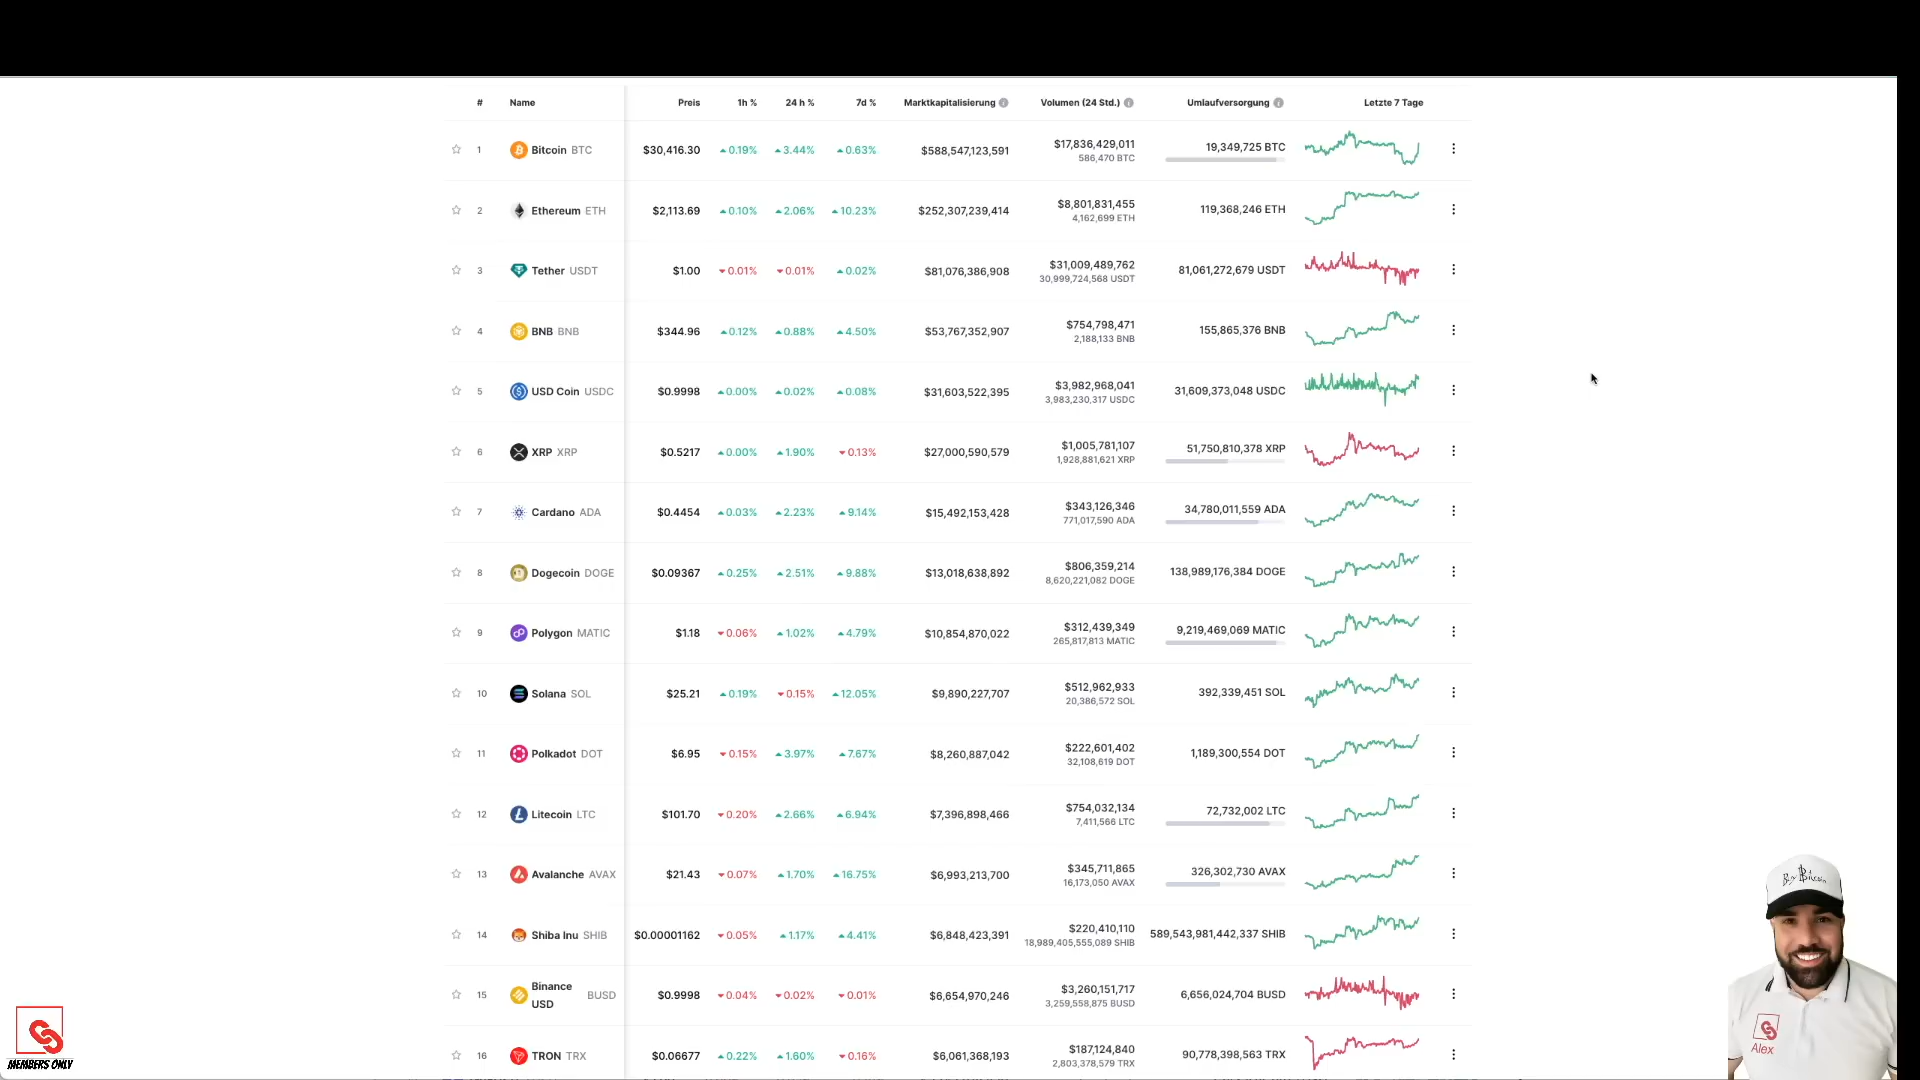 # Name Preis 1h % 24 h % 7d % Marktkapitalisierung Volumen (24 Std.) Umlaufversorgung Letzte 7 Tage
1 Bitcoin BTC $30,416.30 0.19% 3.44% 0.63% $588,547,123,591 $17,836,429,011 19,349,725 BTC
586,470 BTC
2 Ethereum ETH $2,113.69 0.10% 2.06% 10.23% $252,307,239,414 $8,801,831,455 119,368,246 ETH
4,162,699 ETH
3 Tether USDT $1.00 0.01% 0.01% 0.02% $81,076,386,908 $31,009,489,762 81,061,272,679 USDT
30,999,724,568 USDT
4 BNB BNB $344.96 0.12% 0.88% 4.50% $53,767,352,907 $754,798,471 155,865,376 BNB
2,188,133 BNB
5 USD Coin USDC $0.9998 0.00% 0.02% 0.08% $31,603,522,395 $3,982,968,041 31,609,373,048 USDC
3,983,230,317 USDC
6 XRP XRP $0.5217 0.00% 1.90% 0.13% $27,000,590,579 $1,005,781,107 51,750,810,378 XRP
1,928,881,621 XRP
7 Cardano ADA $0.4454 0.03% 2.23% 9.14% $15,492,153,428 $343,126,346 34,780,011,559 ADA
771,017,590 ADA
8 Dogecoin DOGE $0.09367 0.25% 2.51% 9.88% $13,018,638,892 $806,359,214 138,989,176,384 DOGE
8,620,221,082 DOGE
9 Polygon MATIC $1.18 0.06% 1.02% 4.79% $10,854,870,022 $312,439,349 9,219,469,069 MATIC
265,817,813 MATIC
10 Solana SOL $25.21 0.19% 0.15% 12.05% $9,890,227,707 $512,962,933 392,339,451 SOL
20,386,572 SOL
11 Polkadot DOT $6.95 0.15% 3.97% 7.67% $8,260,887,042 $222,601,402 1,189,300,554 DOT
32,108,619 DOT
12 Litecoin LTC $101.70 0.20% 2.66% 6.94% $7,396,898,466 $754,032,134 72,732,002 LTC
7,411,566 LTC
13 Avalanche AVAX $21.43 0.07% 1.70% 16.75% $6,993,213,700 $345,711,865 326,302,730 AVAX
16,173,050 AVAX
14 Shiba Inu SHIB $0.00001162 0.05% 1.17% 4.41% $6,848,423,391 $220,410,110 589,543,981,442,337 SHIB
18,989,405,555,089 SHIB
15 Binance USD BUSD $0.9998 0.04% 0.02% 0.01% $6,654,970,246 $3,260,151,717 6,656,024,704 BUSD
3,259,558,875 BUSD
16 TRON TRX $0.06677 0.22% 1.60% 0.16% $6,061,368,193 $187,124,840 90,778,398,563 TRX
2,803,378,579 TRX
MEMBERS ONLY
Alex